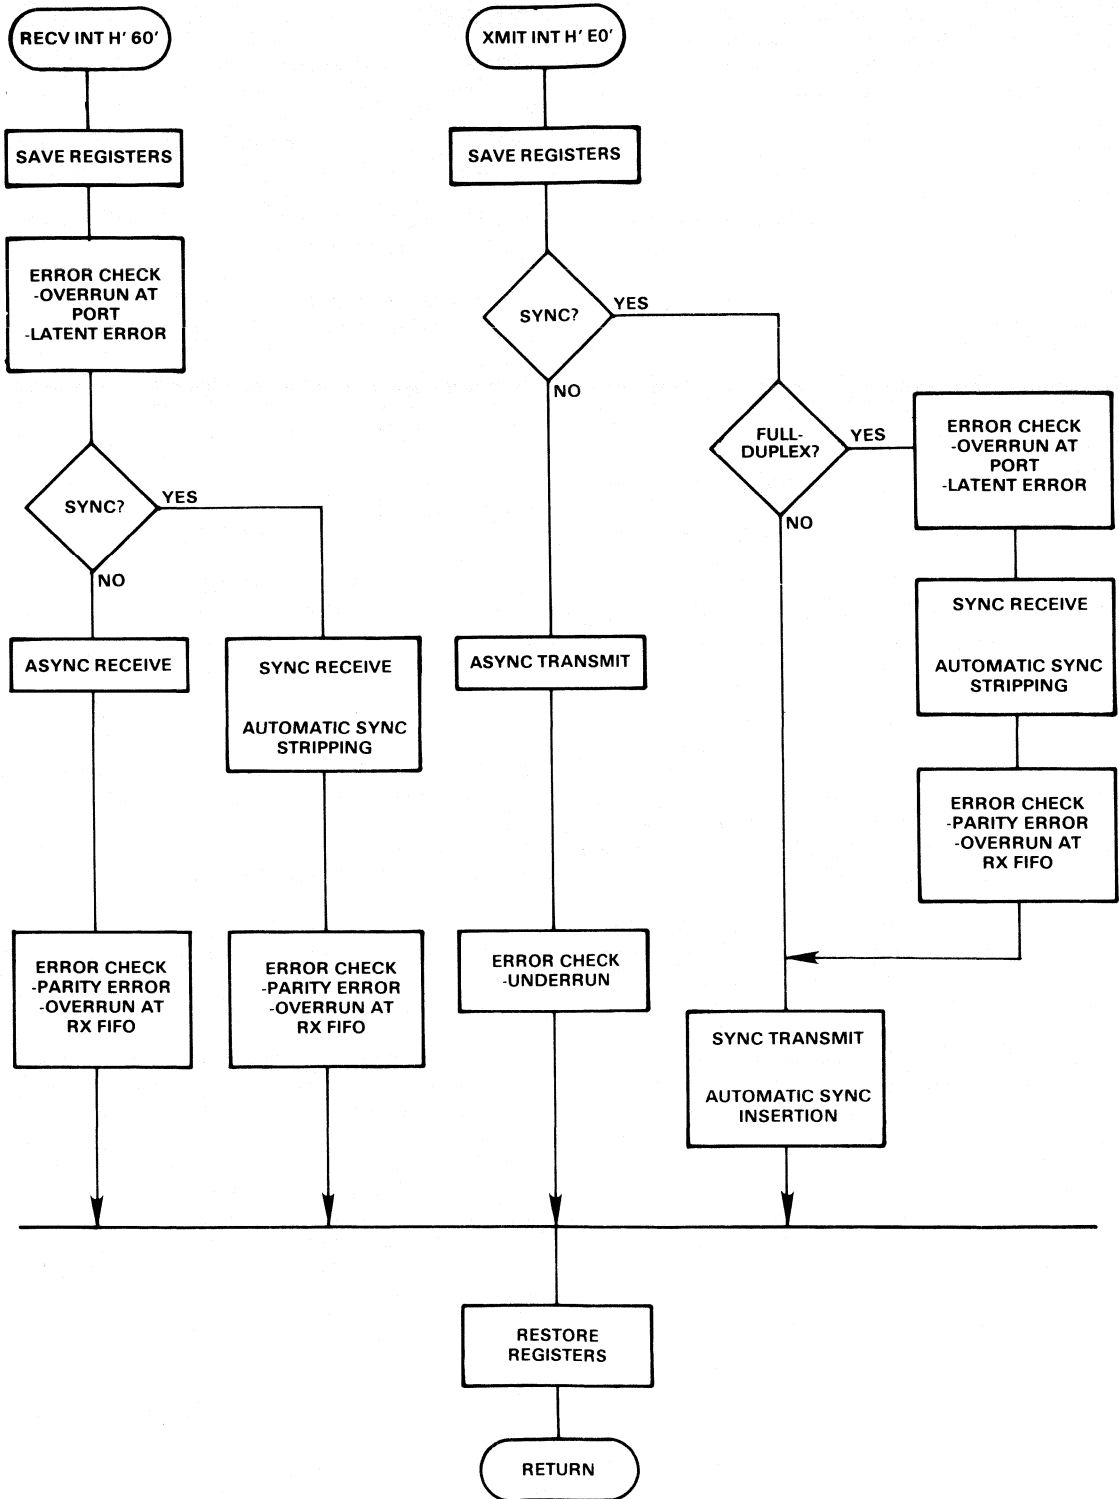 RECV INT H' 60'
SAVE REGISTERS
ERROR CHECK
-OVERRUN AT
PORT
-LATENT ERROR
SYNC?
YES
NO
ASYNC RECEIVE
SYNC RECEIVE
AUTOMATIC SYNC
STRIPPING
ERROR CHECK
-PARITY ERROR
-OVERRUN AT
RX FIFO
ERROR CHECK
-PARITY ERROR
-OVERRUN AT
RX FIFO
XMIT INT H' E0'
SAVE REGISTERS
SYNC?
YES
NO
FULL-
DUPLEX?
YES
NO
ERROR CHECK
-OVERRUN AT
PORT
-LATENT ERROR
SYNC RECEIVE
AUTOMATIC SYNC
STRIPPING
ERROR CHECK
-PARITY ERROR
-OVERRUN AT
RX FIFO
ASYNC TRANSMIT
ERROR CHECK
-UNDERRUN
SYNC TRANSMIT
AUTOMATIC SYNC
INSERTION
RESTORE
REGISTERS
RETURN